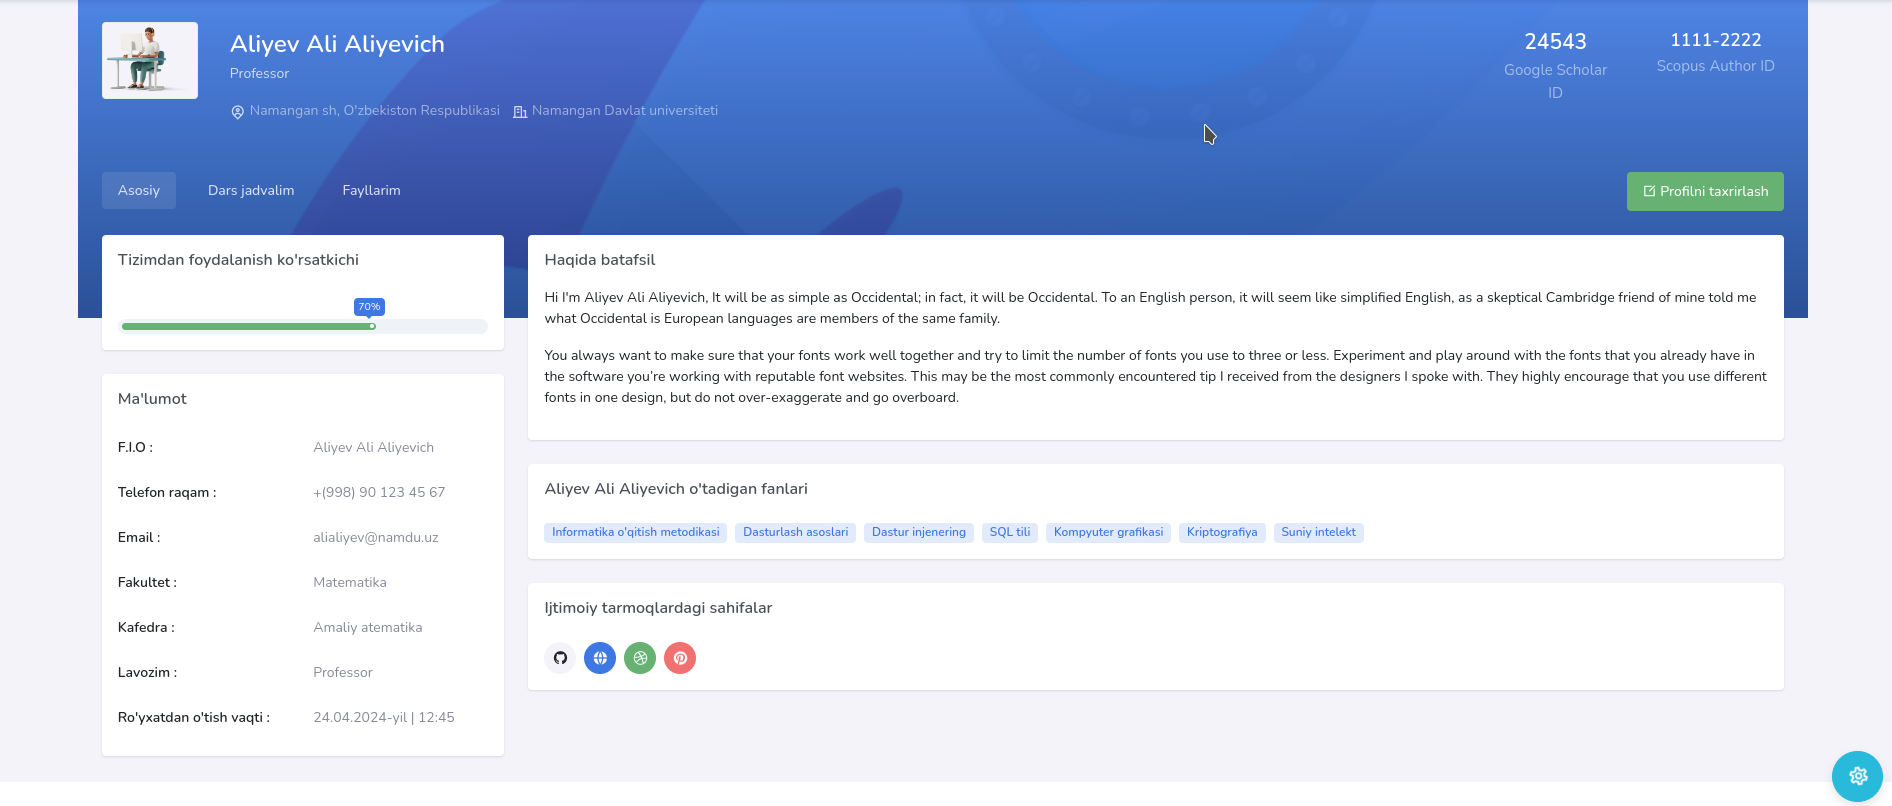 Aliyev Ali Aliyevich
Professor
Namangan sh, O'zbekiston Respublikasi Namangan Davlat universiteti
24543
Google Scholar
ID
1111-2222
Scopus Author ID
Asosiy Dars jadvalim Fayllarim
Profilni taxrirlash
Tizimdan foydalanish ko'rsatkichi
70%
Ma'lumot
F.I.O : Aliyev Ali Aliyevich
Telefon raqam : +(998) 90 123 45 67
Email : alialiyev@namdu.uz
Fakultet : Matematika
Kafedra : Amaliy atematika
Lavozim : Professor
Ro'yxatdan o'tish vaqti : 24.04.2024-yil | 12:45
Haqida batafsil
Hi I'm Aliyev Ali Aliyevich, It will be as simple as Occidental; in fact, it will be Occidental. To an English person, it will seem like simplified English, as a skeptical Cambridge friend of mine told me
what Occidental is European languages are members of the same family.
You always want to make sure that your fonts work well together and try to limit the number of fonts you use to three or less. Experiment and play around with the fonts that you already have in
the software you’re working with reputable font websites. This may be the most commonly encountered tip I received from the designers I spoke with. They highly encourage that you use different
fonts in one design, but do not over-exaggerate and go overboard.
Aliyev Ali Aliyevich o'tadigan fanlari
Informatika o'qitish metodikasi Dasturlash asoslari Dastur injenering SQL tili Kompyuter grafikasi Kriptografiya Suniy intelekt
Ijtimoiy tarmoqlardagi sahifalar